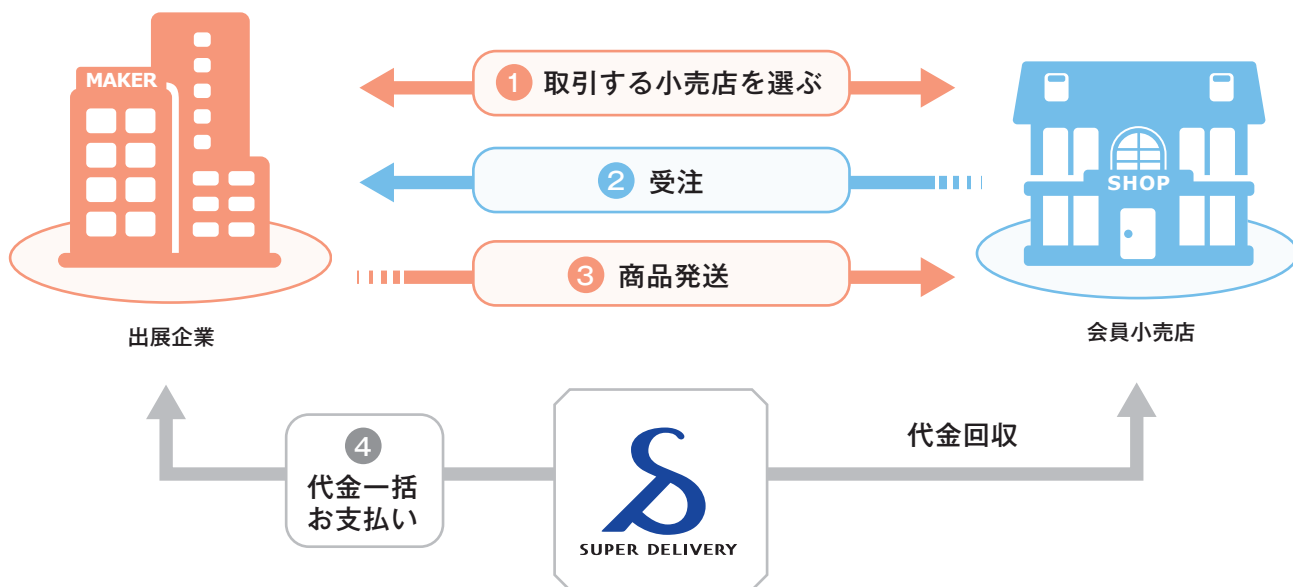 MAKER
1 取引する小売店を選ぶ
2 受注
SHOP
3 商品発送
出展企業
会員小売店
4
代金一括
お支払い
代金回収
SUPER DELIVERY